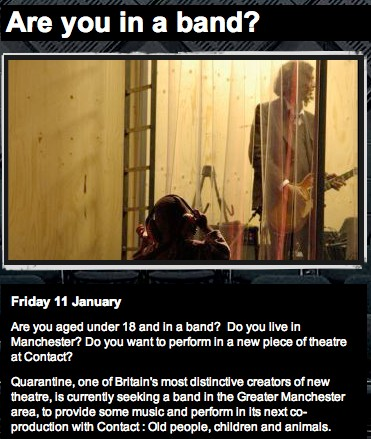 Are you in a band?
Friday 11 January
Are you aged under 18 and in a band? Do you live in
Manchester? Do you want to perform in a new piece of theatre
at Contact?
Quarantine, one of Britain's most distinctive creators of new
theatre, is currently seeking a band in the Greater Manchester
area, to provide some music and perform in its next co-
production with Contact : Old people, children and animals.